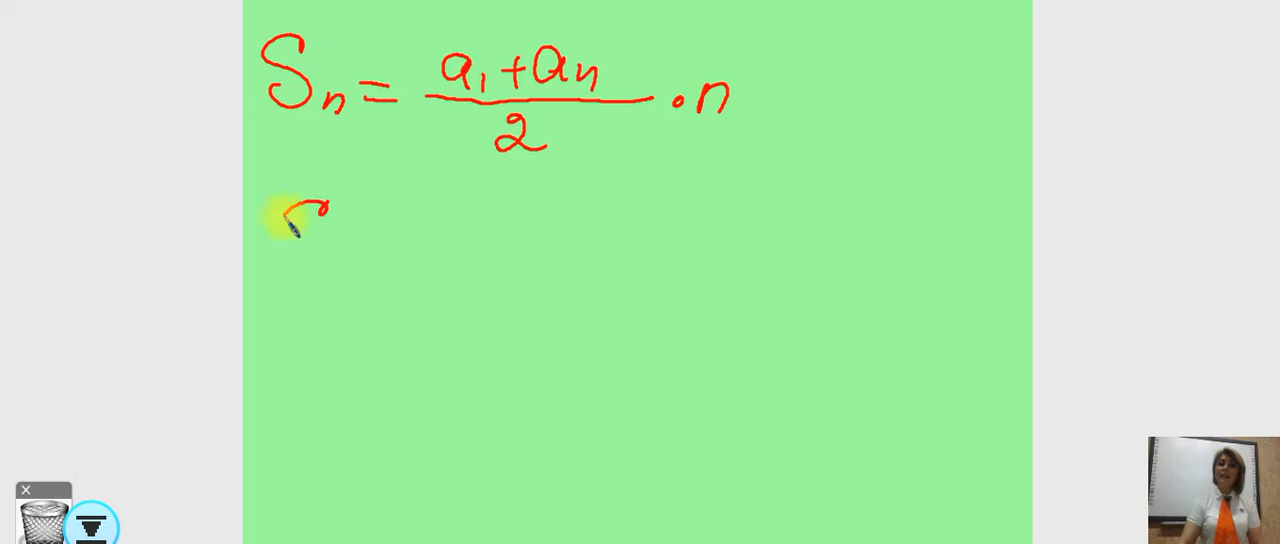 Sn = (a1 + an) / 2 · n